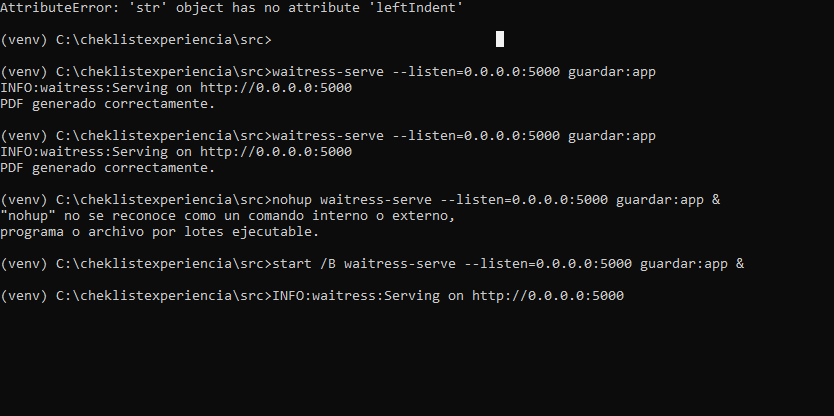 AttributeError: 'str' object has no attribute 'leftIndent'
(venv) C:\cheklistexperiencia\src>
(venv) C:\cheklistexperiencia\src>waitress-serve --listen=0.0.0.0:5000 guardar:app
INFO:waitress:Serving on http://0.0.0.0:5000
PDF generado correctamente.
(venv) C:\cheklistexperiencia\src>waitress-serve --listen=0.0.0.0:5000 guardar:app
INFO:waitress:Serving on http://0.0.0.0:5000
PDF generado correctamente.
(venv) C:\cheklistexperiencia\src>nohup waitress-serve --listen=0.0.0.0:5000 guardar:app &
"nohup" no se reconoce como un comando interno o externo,
programa o archivo por lotes ejecutable.
(venv) C:\cheklistexperiencia\src>start /B waitress-serve --listen=0.0.0.0:5000 guardar:app &
(venv) C:\cheklistexperiencia\src>INFO:waitress:Serving on http://0.0.0.0:5000